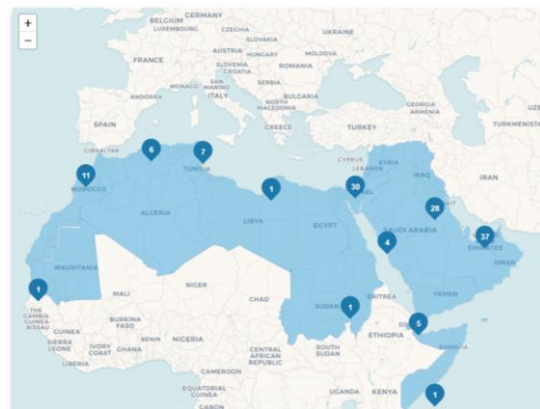 +
−
GERMANY
BELGIUM
LUXEMBOURG
CZECHIA
SLOVAKIA
UKRAINE
AUSTRIA
HUNGARY
MOLDOVA
FRANCE
SLOVENIA
CROATIA
ROMANIA
MONACO
SAN
MARINO
SERBIA
ANDORRA
ITALY
BULGARIA
NORTH
MACEDONIA
GEORGIA
ARMENIA
UZE
SPAIN
GREECE
TURKEY
TURKMENISTA
GIBRALTAR
6
7
TUNISIA
CYPRUS
LEBANON
SYRIA
IRAQ
IRAN
11
MOROCCO
1
30
28
ALGERIA
LIBYA
EGYPT
4
SAUDI ARABIA
37
EMIRATES
OMAN
MAURITANIA
1
MALI
NIGER
CHAD
SUDAN
1
ERITREA
YEMEN
THE
GAMBIA
GUINEA-
BISSAU
GUINEA
BURKINA
FASO
BENIN
5
ETHIOPIA
SIERRA
LEONE
IVORY
COAST
GHANA
NIGERIA
CENTRAL
AFRICAN
REPUBLIC
SOUTH
SUDAN
SOMALIA
LIBERIA
CAMEROON
EQUATORIAL
GUINEA
GABON
UGANDA
KENYA
1